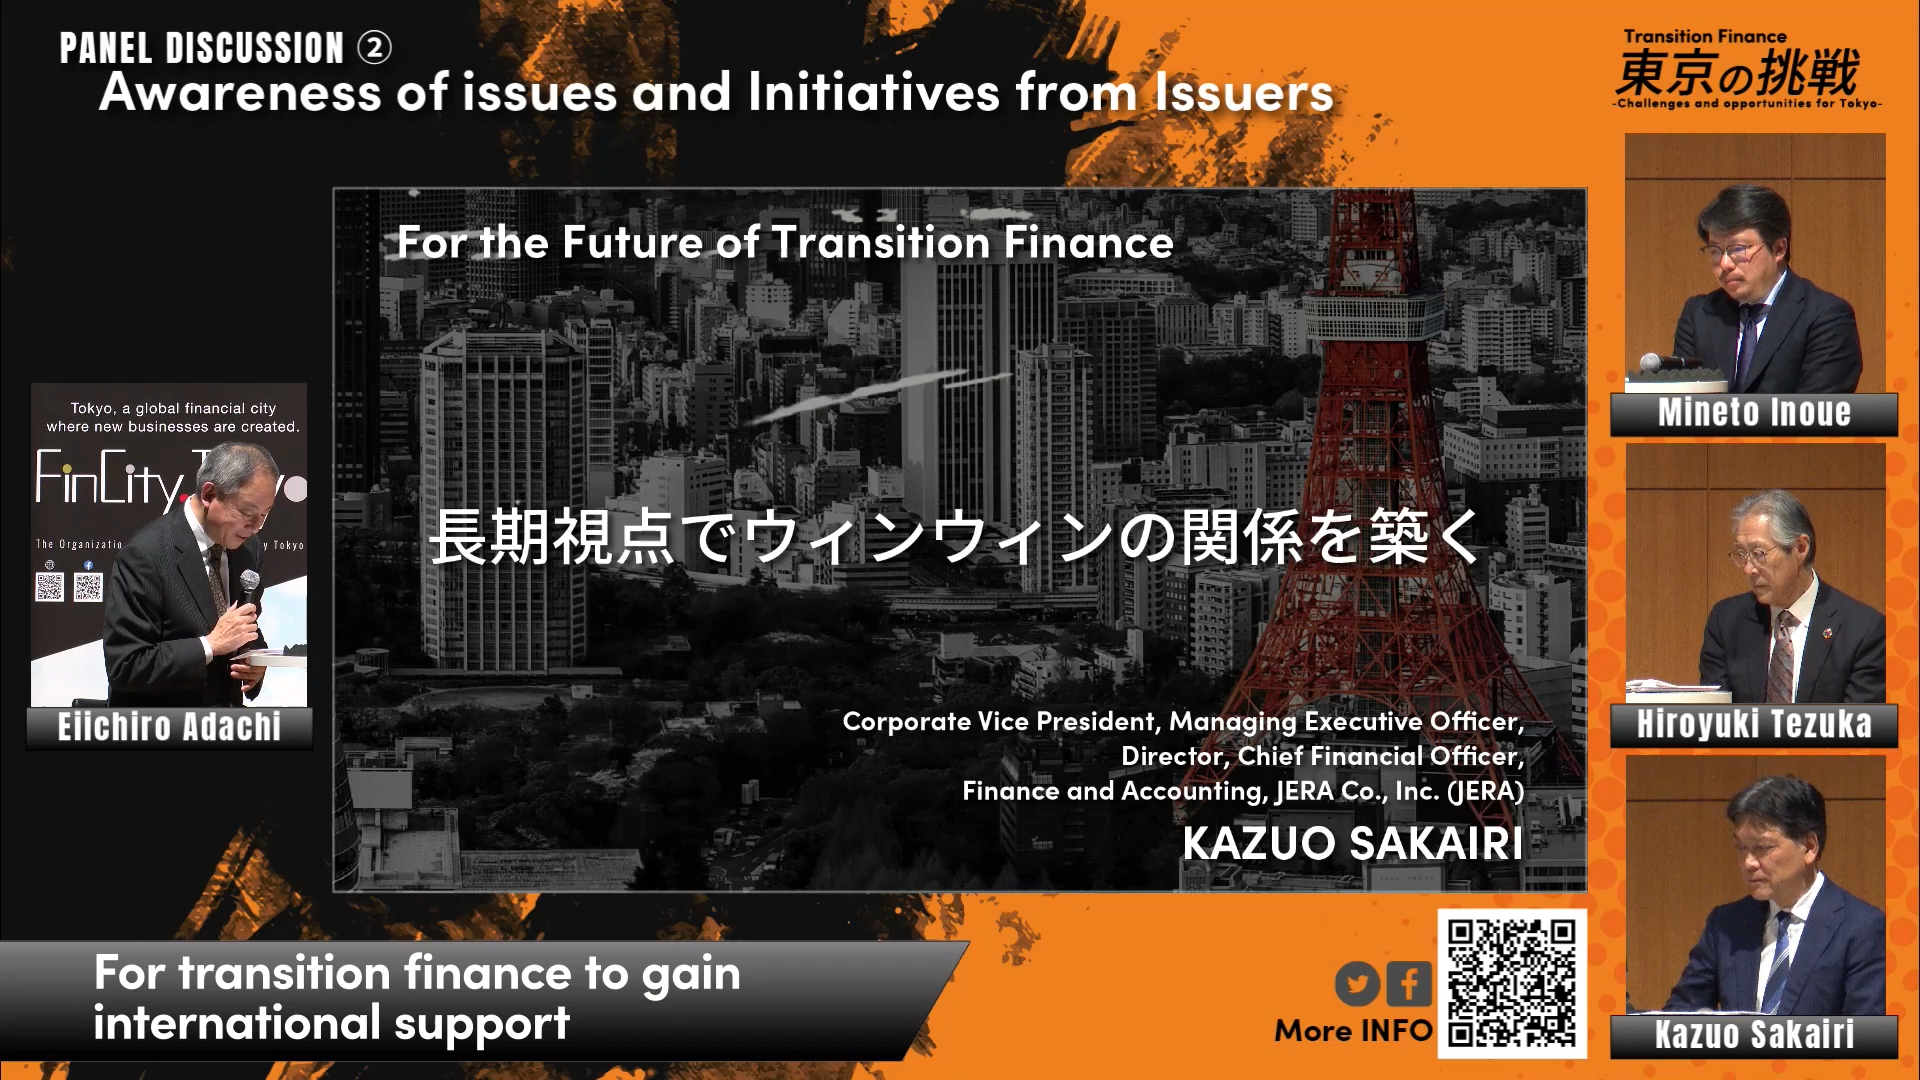 PANEL DISCUSSION ②
Awareness of issues and Initiatives from Issuers
Transition Finance
東京の挑戦
-Challenges and opportunities for Tokyo-
For the Future of Transition Finance
長期視点でウィンウィンの関係を築く
Corporate Vice President, Managing Executive Officer,
Director, Chief Financial Officer,
Finance and Accounting, JERA Co., Inc. (JERA)
KAZUO SAKAIRI
Tokyo, a global financial city
where new businesses are created.
FinCity.T yo
The Organizatio y Tokyo
Eiichiro Adachi
Mineto Inoue
Hiroyuki Tezuka
Kazuo Sakairi
For transition finance to gain
international support
More INFO